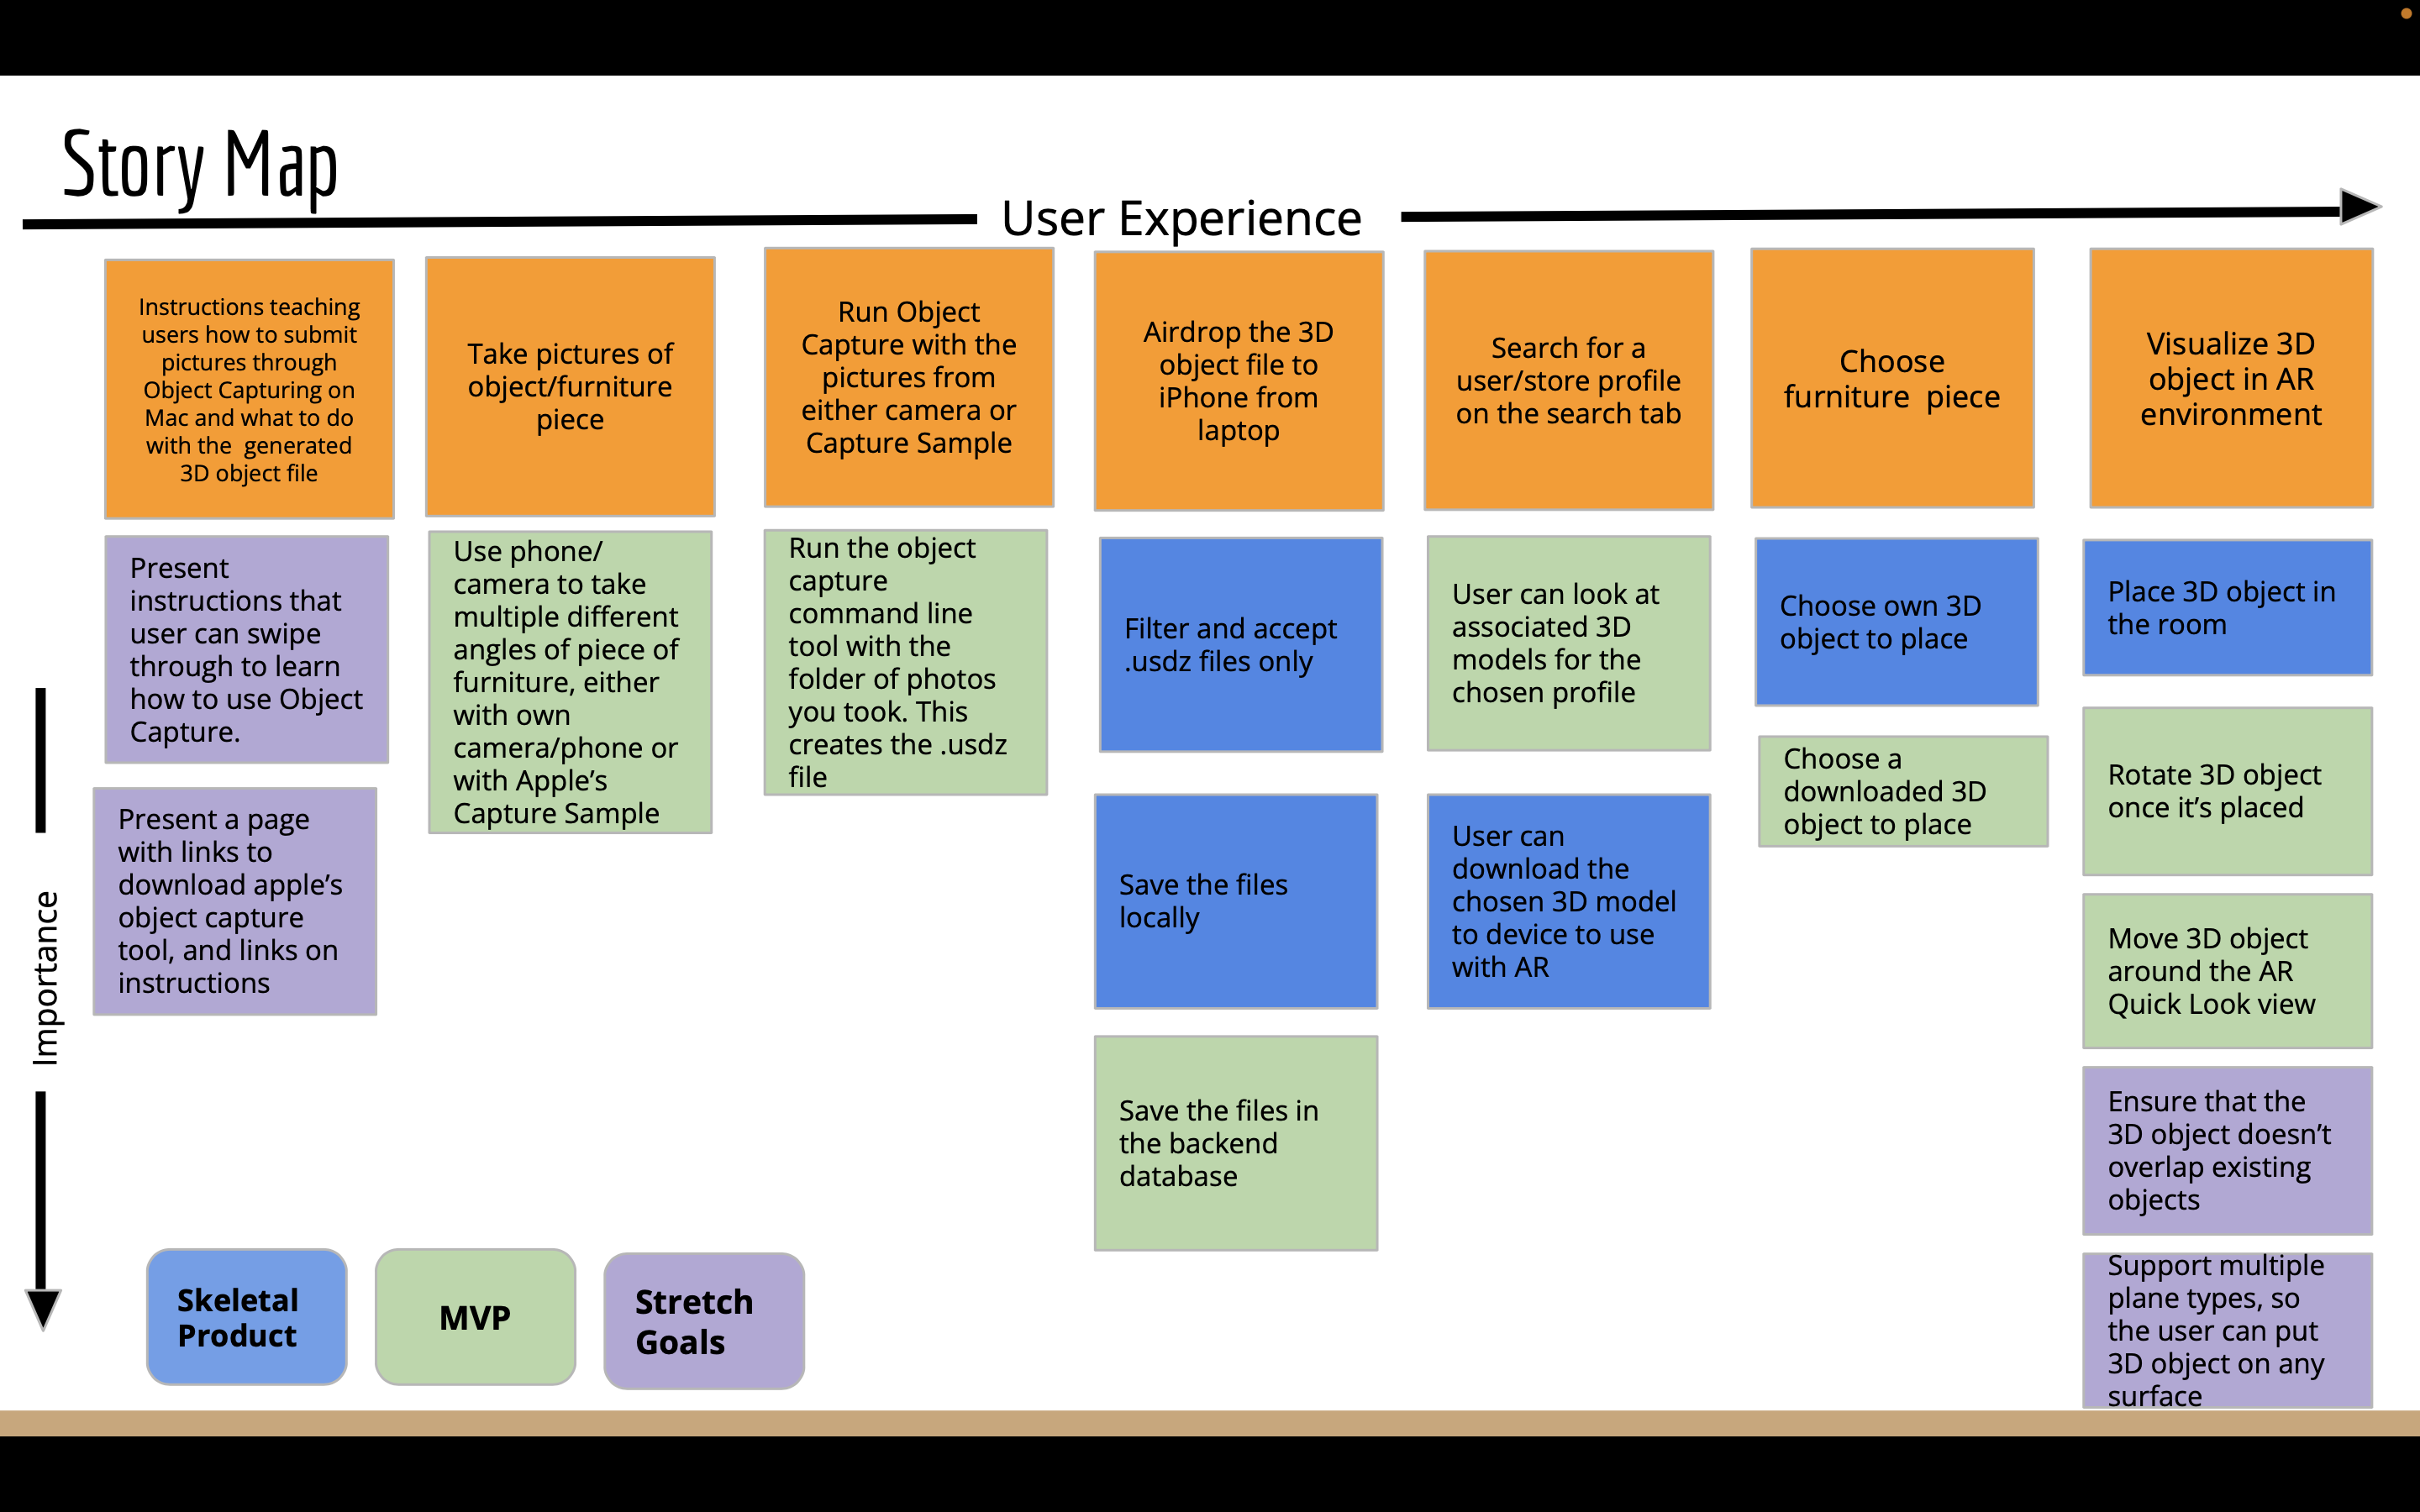 Story Map
User Experience
Instructions teaching
users how to submit
pictures through
Object Capturing on
Mac and what to do
with the  generated
3D object file
Take pictures of
object/furniture
piece
Run Object
Capture with the
pictures from
either camera or
Capture Sample
Airdrop the 3D
object file to
iPhone from
laptop
Search for a
user/store profile
on the search tab
Choose
furniture  piece
Visualize 3D
object in AR
environment
Present
instructions that
user can swipe
through to learn
how to use Object
Capture.
Present a page
with links to
download apple’s
object capture
tool, and links on
instructions
Use phone/
camera to take
multiple different
angles of piece of
furniture, either
with own
camera/phone or
with Apple’s
Capture Sample
Run the object
capture
command line
tool with the
folder of photos
you took. This
creates the .usdz
file
Filter and accept
.usdz files only
Save the files
locally
Save the files in
the backend
database
User can look at
associated 3D
models for the
chosen profile
User can
download the
chosen 3D model
to device to use
with AR
Choose own 3D
object to place
Choose a
downloaded 3D
object to place
Place 3D object in
the room
Rotate 3D object
once it’s placed
Move 3D object
around the AR
Quick Look view
Ensure that the
3D object doesn’t
overlap existing
objects
Support multiple
plane types, so
the user can put
3D object on any
surface
Importance
Skeletal
Product
MVP
Stretch
Goals